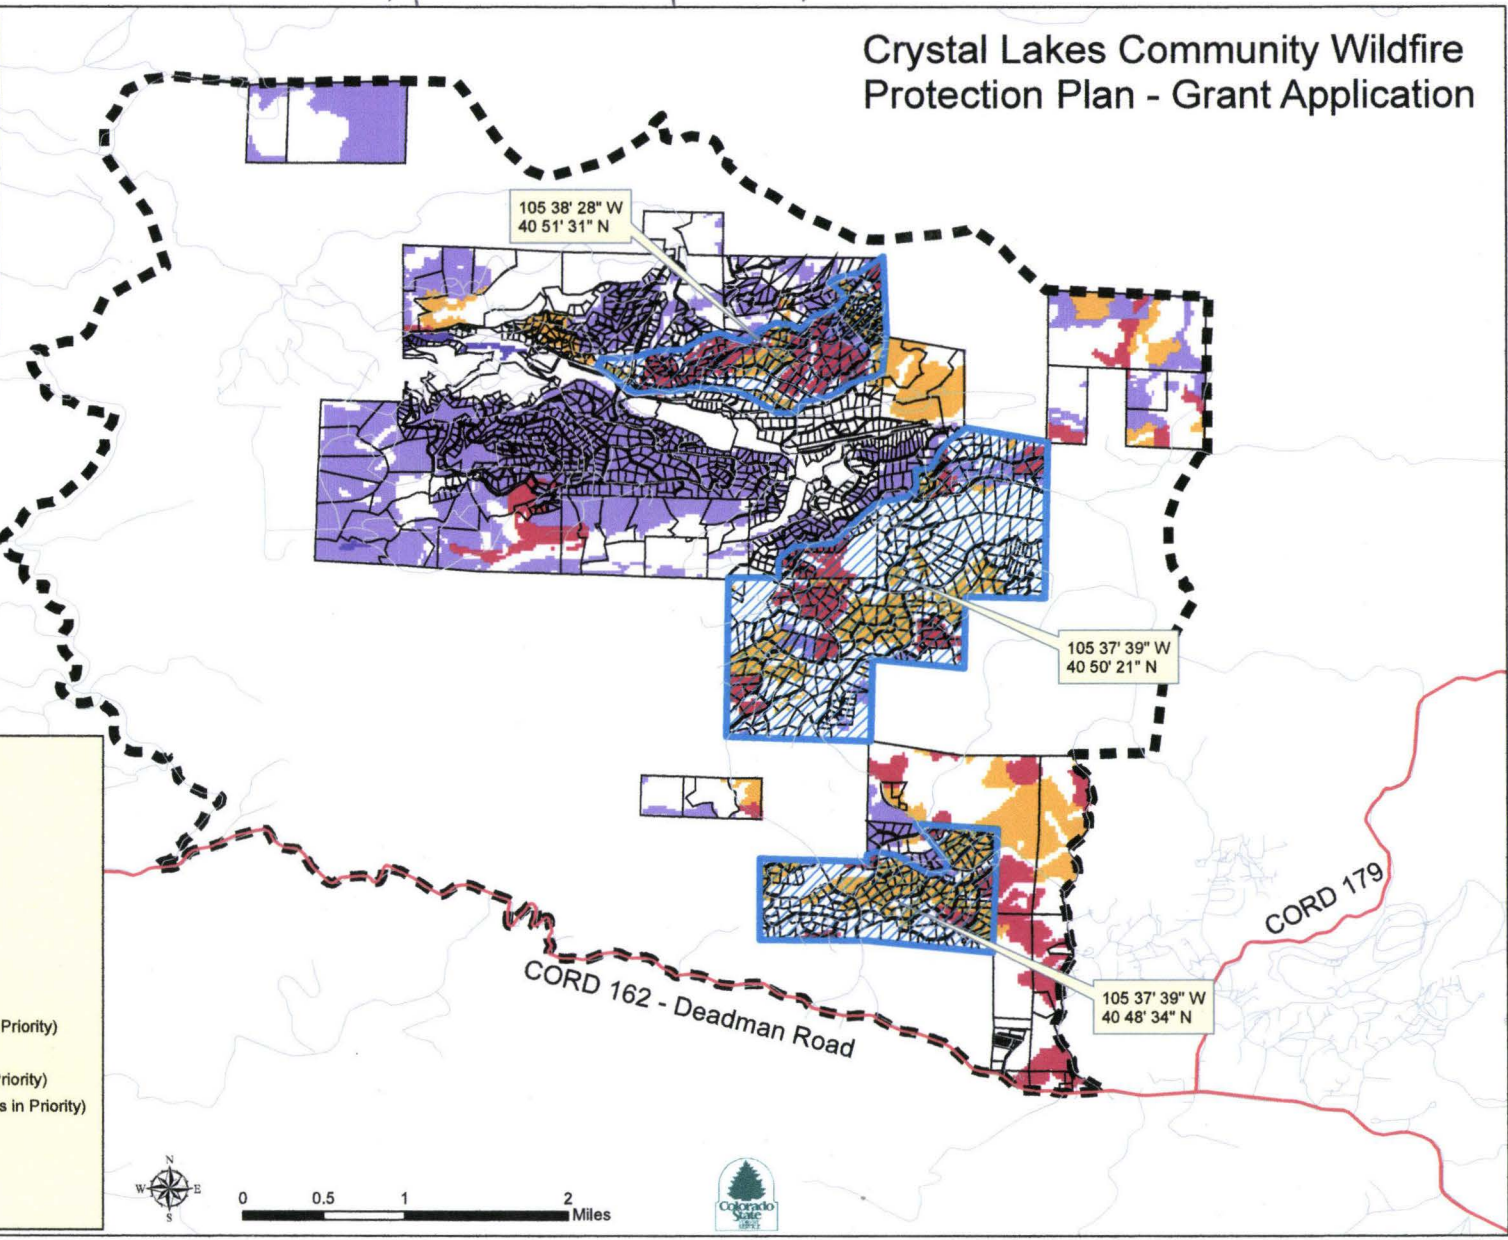 Crystal Lakes Community Wildfire
Protection Plan - Grant Application
105 38' 28" W
40 51' 31" N
105 37' 39" W
40 50' 21" N
CORD 179
105 37' 39" W
40 48' 34" N
CORD 162 - Deadman Road
Priority)
riority)
s in Priority)
N
W E
S
0 0.5 1 2
Miles
Colorado
State